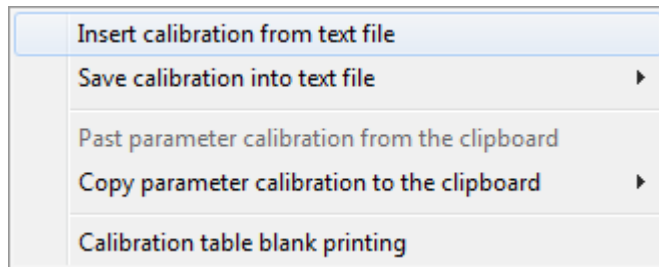 Insert calibration from text file
Save calibration into text file
Past parameter calibration from the clipboard
Copy parameter calibration to the clipboard
Calibration table blank printing